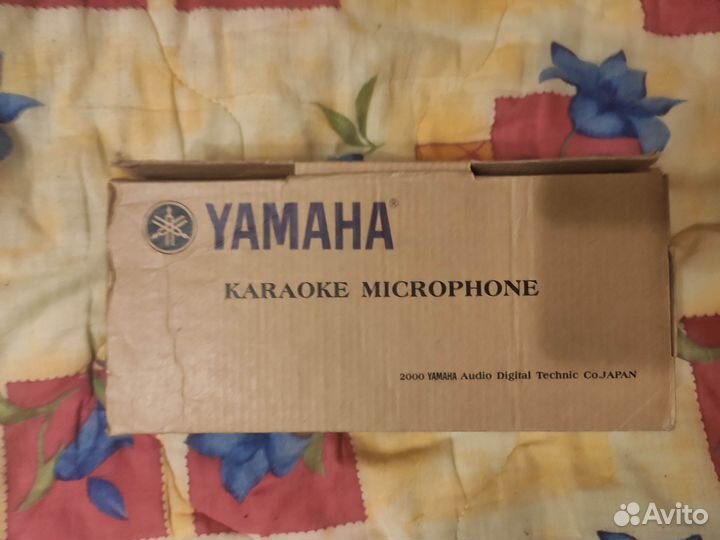 YAMAHA®
KARAOKE MICROPHONE
2000 YAMAHA Audio Digital Technic Co.JAPAN
Avito